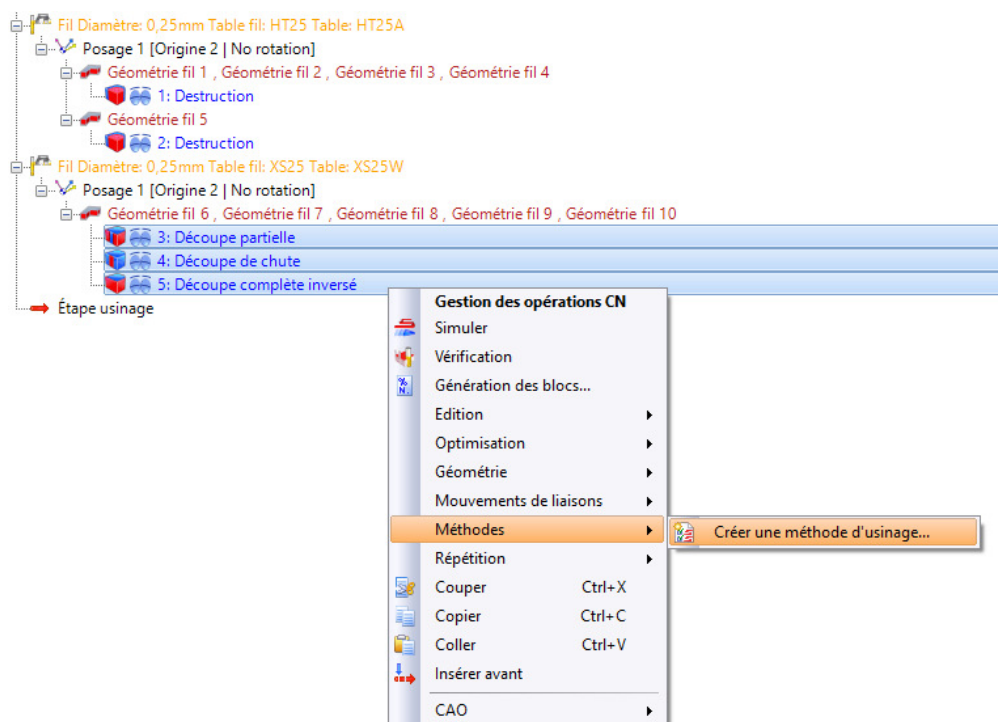 Fil Diamètre: 0,25mm Table fil: HT25 Table: HT25A
Posage 1 [Origine 2 | No rotation]
Géométrie fil 1 , Géométrie fil 2 , Géométrie fil 3 , Géométrie fil 4
1: Destruction
Géométrie fil 5
2: Destruction
Fil Diamètre: 0,25mm Table fil: XS25 Table: XS25W
Posage 1 [Origine 2 | No rotation]
Géométrie fil 6 , Géométrie fil 7 , Géométrie fil 8 , Géométrie fil 9 , Géométrie fil 10
3: Découpe partielle
4: Découpe de chute
5: Découpe complète inversé
Étape usinage
Gestion des opérations CN
Simuler
Vérification
Génération des blocs...
Edition
Optimisation
Géométrie
Mouvements de liaisons
Méthodes
Créer une méthode d'usinage...
Répétition
Couper Ctrl+X
Copier Ctrl+C
Coller Ctrl+V
Insérer avant
CAO